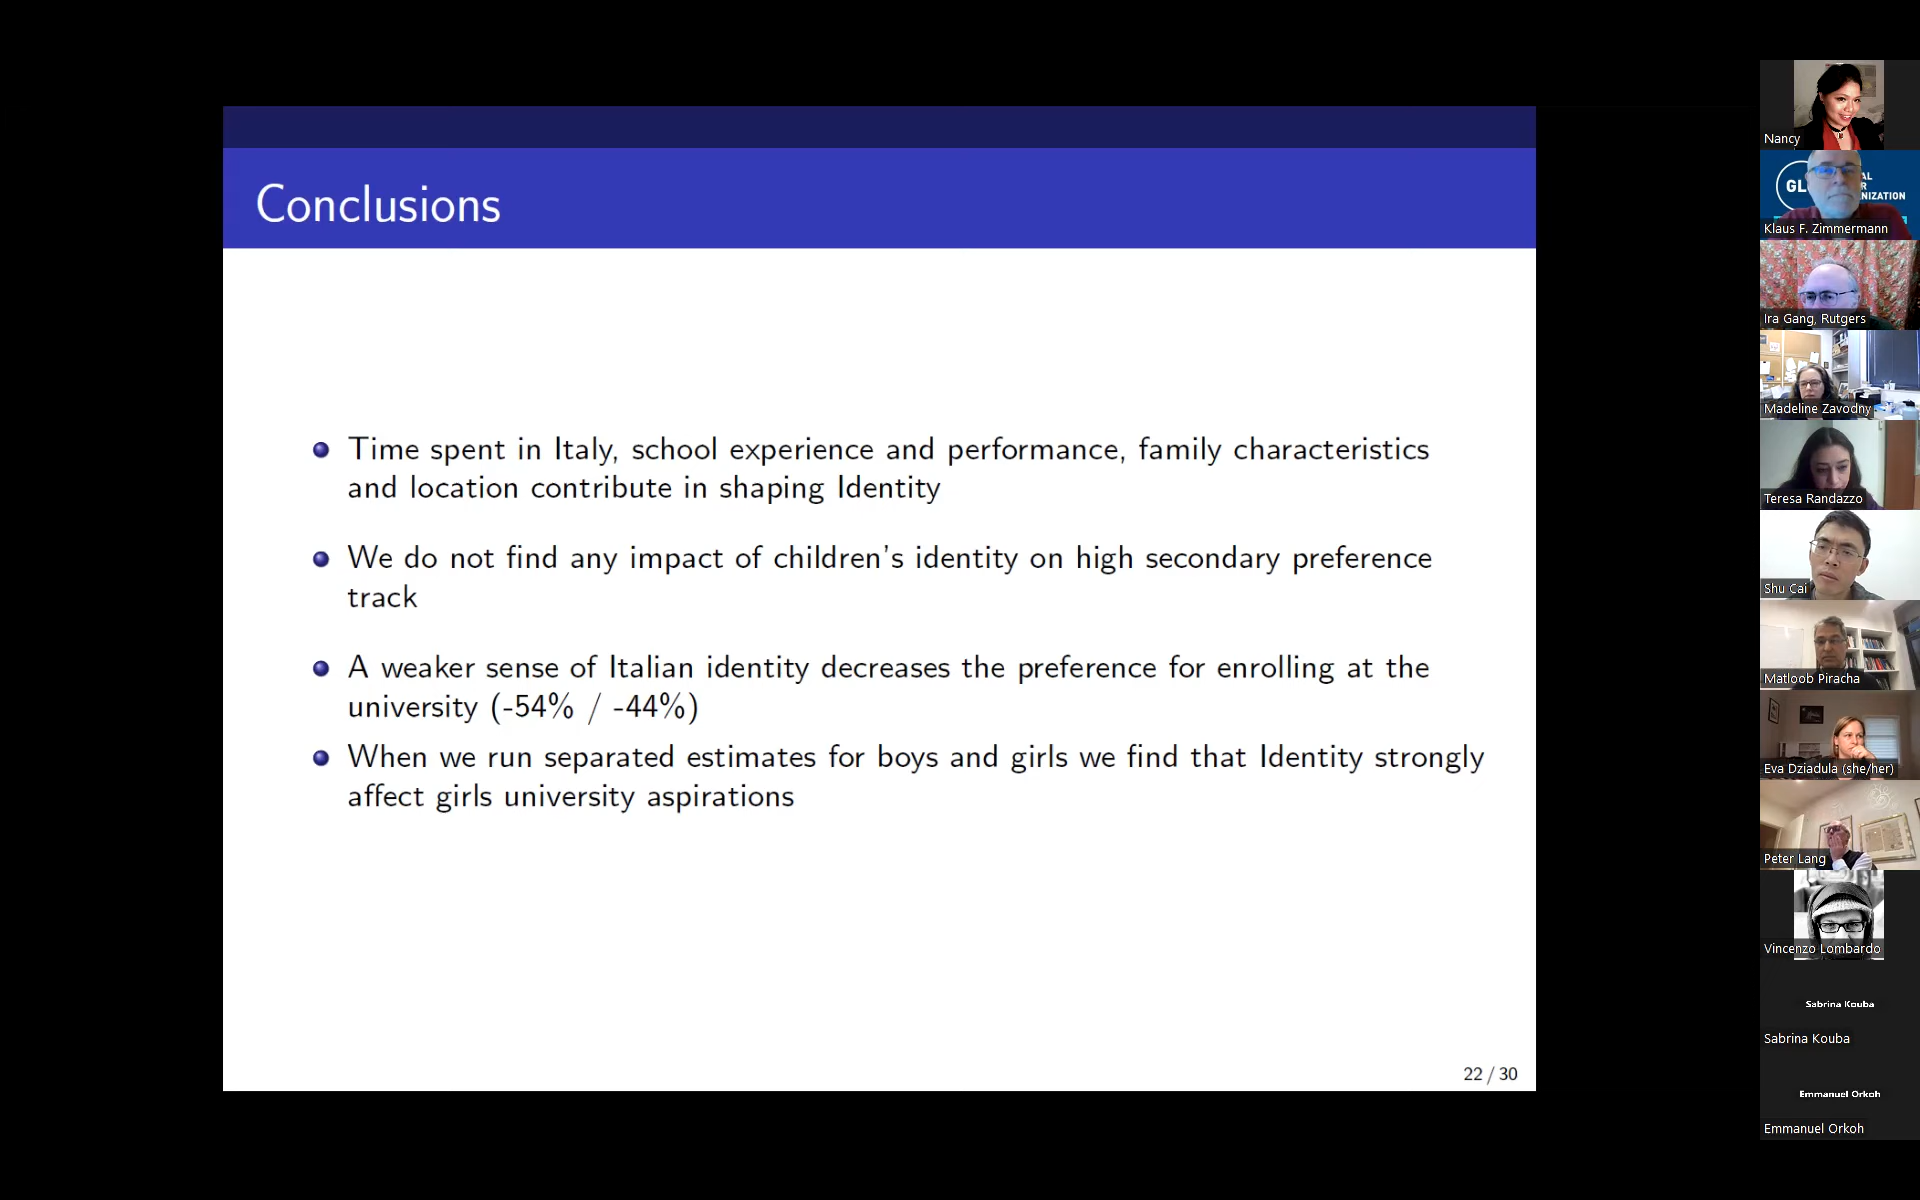 Conclusions
Time spent in Italy, school experience and performance, family characteristics
and location contribute in shaping Identity
We do not find any impact of children's identity on high secondary preference
track
A weaker sense of Italian identity decreases the preference for enrolling at the
university (-54% / -44%)
When we run separated estimates for boys and girls we find that Identity strongly
affect girls university aspirations
22 / 30
Nancy
GL
AL
NIZATION
Klaus F. Zimmermann
Ira Gang, Rutgers
Madeline Zavodny
Teresa Randazzo
Shu Cai
Matloob Piracha
Eva Dziadula (she/her)
Peter Lang
Vincenzo Lombardo
Sabrina Kouba
Sabrina Kouba
Emmanuel Orkoh
Emmanuel Orkoh